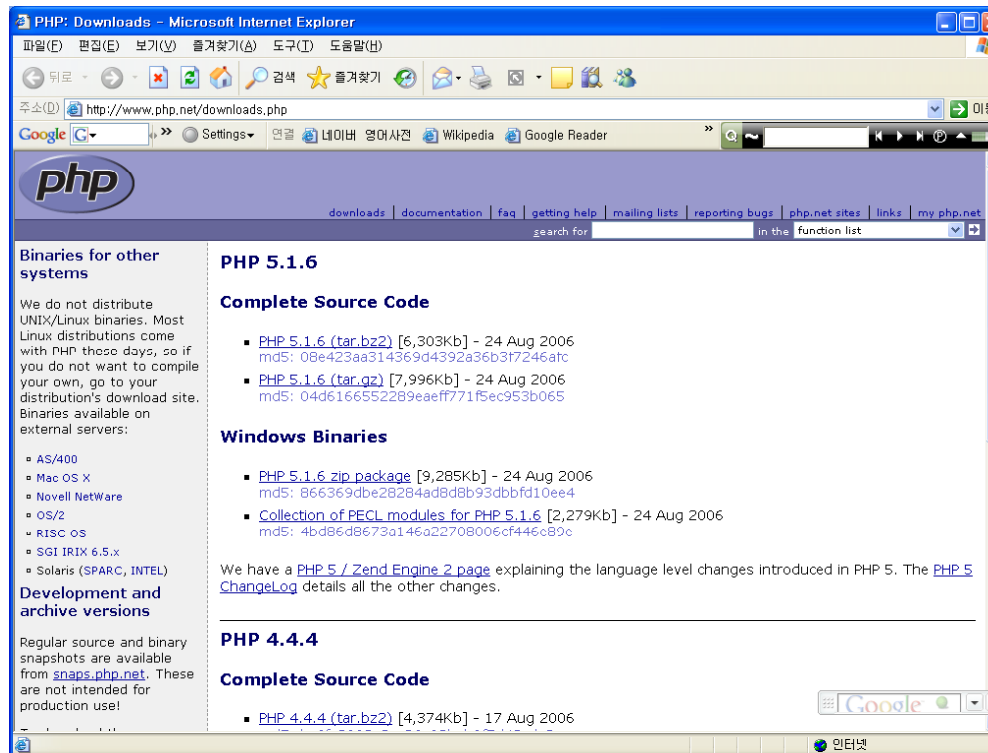 PHP: Downloads - Microsoft Internet Explorer
파일(F) 편집(E) 보기(V) 즐겨찾기(A) 도구(T) 도움말(H)
뒤로 검색 즐겨찾기
주소(D) http://www.php.net/downloads.php
Google G Settings 연결 네이버 영어사전 Wikipedia Google Reader
php
downloads | documentation | faq | getting help | mailing lists | reporting bugs | php.net sites | links | my php.net
search for in the function list
Binaries for other
systems
We do not distribute
UNIX/Linux binaries. Most
Linux distributions come
with PHP these days, so if
you do not want to compile
your own, go to your
distribution's download site.
Binaries available on
external servers:
AS/400
Mac OS X
Novell NetWare
OS/2
RISC OS
SGI IRIX 6.5.x
Solaris (SPARC, INTEL)
Development and
archive versions
Regular source and binary
snapshots are available
from snaps.php.net. These
are not intended for
production use!
PHP 5.1.6
Complete Source Code
PHP 5.1.6 (tar.bz2) [6,303Kb] - 24 Aug 2006
md5: 08e423aa314369d4392a36b3f7246afc
PHP 5.1.6 (tar.gz) [7,996Kb] - 24 Aug 2006
md5: 04d6166552289eaeff771f5ec953b065
Windows Binaries
PHP 5.1.6 zip package [9,285Kb] - 24 Aug 2006
md5: 866369dbe28284ad8d8b93dbbfd10ee4
Collection of PECL modules for PHP 5.1.6 [2,279Kb] - 24 Aug 2006
md5: 4bd86d8673a146a22708006cf446c89c
We have a PHP 5 / Zend Engine 2 page explaining the language level changes introduced in PHP 5. The PHP 5
ChangeLog details all the other changes.
PHP 4.4.4
Complete Source Code
PHP 4.4.4 (tar.bz2) [4,374Kb] - 17 Aug 2006
Google
인터넷